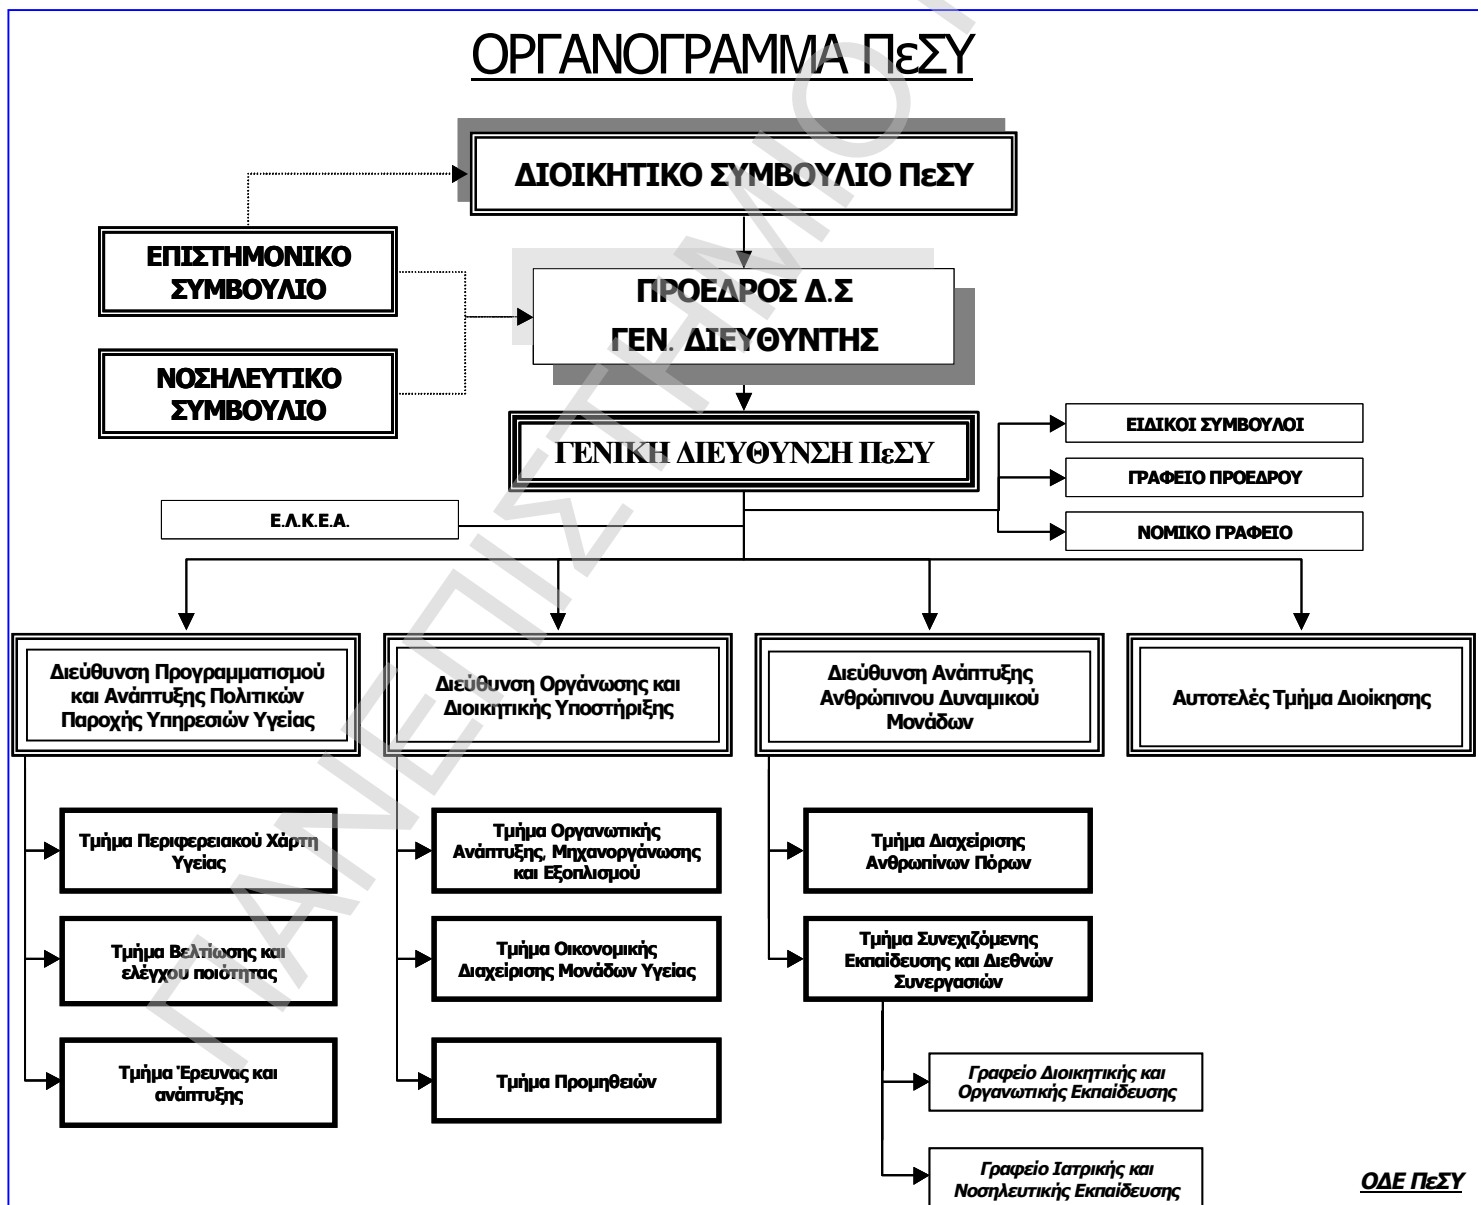 ΟΡΓΑΝΟΓΡΑΜΜΑ ΠεΣΥ
ΔΙΟΙΚΗΤΙΚΟ ΣΥΜΒΟΥΛΙΟ ΠεΣΥ
ΕΠΙΣΤΗΜΟΝΙΚΟ
ΣΥΜΒΟΥΛΙΟ
ΠΡΟΕΔΡΟΣ Δ.Σ
ΓΕΝ. ΔΙΕΥΘΥΝΤΗΣ
ΝΟΣΗΛΕΥΤΙΚΟ
ΣΥΜΒΟΥΛΙΟ
ΓΕΝΙΚΗ ΔΙΕΥΘΥΝΣΗ ΠεΣΥ
ΕΙΔΙΚΟΙ ΣΥΜΒΟΥΛΟΙ
ΓΡΑΦΕΙΟ ΠΡΟΕΔΡΟΥ
ΝΟΜΙΚΟ ΓΡΑΦΕΙΟ
Ε.Λ.Κ.Ε.Α.
Διεύθυνση Προγραμματισμού
και Ανάπτυξης Πολιτικών
Παροχής Υπηρεσιών Υγείας
Διεύθυνση Οργάνωσης και
Διοικητικής Υποστήριξης
Διεύθυνση Ανάπτυξης
Ανθρώπινου Δυναμικού
Μονάδων
Αυτοτελές Τμήμα Διοίκησης
Τμήμα Περιφερειακού Χάρτη
Υγείας
Τμήμα Βελτίωσης και
ελέγχου ποιότητας
Τμήμα Έρευνας και
ανάπτυξης
Τμήμα Οργανωτικής
Ανάπτυξης, Μηχανοργάνωσης
και Εξοπλισμού
Τμήμα Οικονομικής
Διαχείρισης Μονάδων Υγείας
Τμήμα Προμηθειών
Τμήμα Διαχείρισης
Ανθρωπίνων Πόρων
Τμήμα Συνεχιζόμενης
Εκπαίδευσης και Διεθνών
Συνεργασιών
Γραφείο Διοικητικής και
Οργανωτικής Εκπαίδευσης
Γραφείο Ιατρικής και
Νοσηλευτικής Εκπαίδευσης
ΟΔΕ ΠεΣΥ
ΠΑΝΕΠΙΣΤΗΜΙΟ